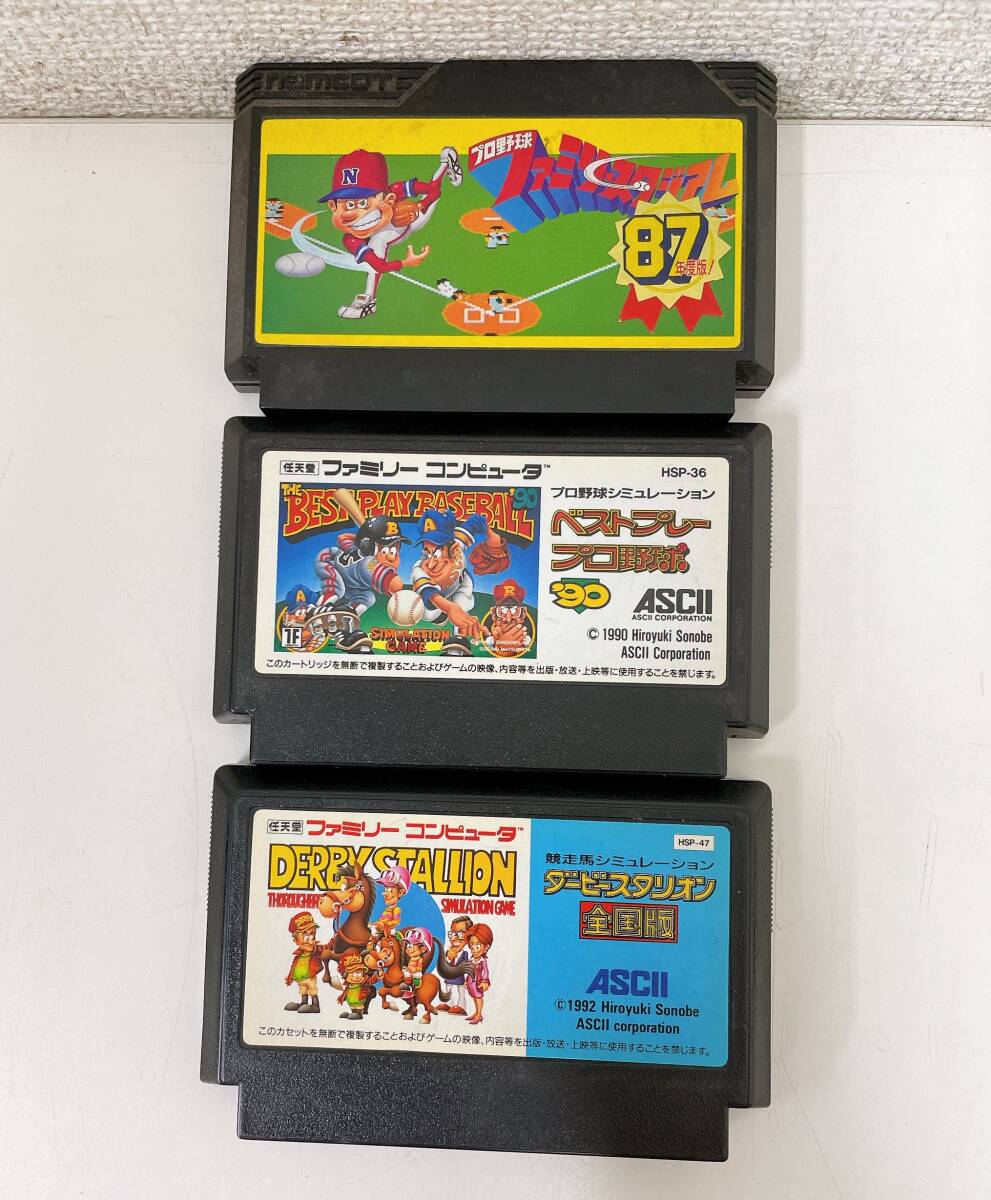 namcot
プロ野球
ファミリースタジアム
87
年度版!
N
任天堂 ファミリー コンピュータ™
HSP-36
THE BEST PLAY BASEBALL '90
SIMULATION GAME
B
A
A
B
1F
プロ野球シミュレーション
ベストプレー
プロ野球
'90
ASCII
ASCII CORPORATION
© 1990 Hiroyuki Sonobe
ASCII Corporation
このカートリッジを無断で複製することおよびゲームの映像、内容等を出版・放送・上映等に使用することを禁じます。
任天堂 ファミリー コンピュータ™
HSP-47
DERBY STALLION
SIMULATION GAME
競走馬シミュレーション
ダービースタリオン
全国版
ASCII
©1992 Hiroyuki Sonobe
ASCII corporation
このカセットを無断で複製することおよびゲームの映像、内容等を出版・放送・上映等に使用することを禁じます。